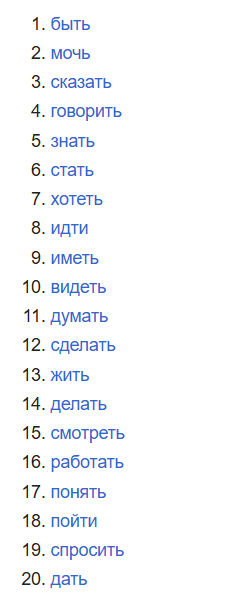 1. быть
2. мочь
3. сказать
4. говорить
5. знать
6. стать
7. хотеть
8. идти
9. иметь
10. видеть
11. думать
12. сделать
13. жить
14. делать
15. смотреть
16. работать
17. понять
18. пойти
19. спросить
20. дать